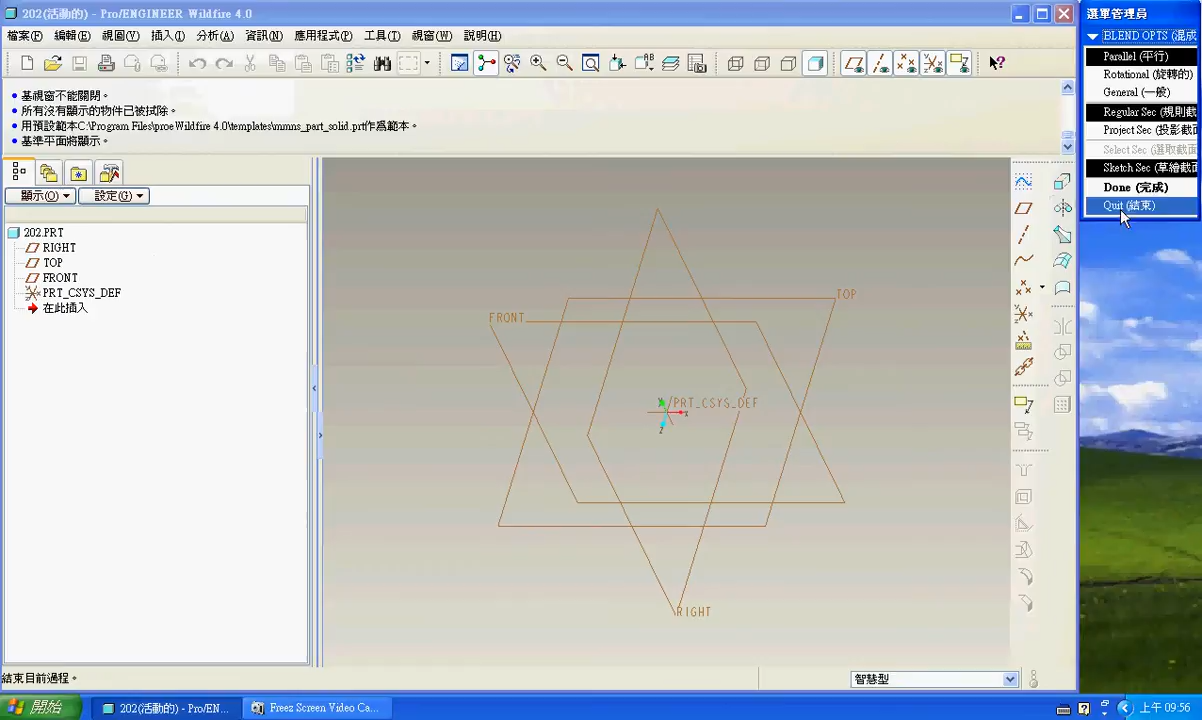 202(活動的) - Pro/ENGINEER Wildfire 4.0
檔案(F) 編輯(E) 視圖(V) 插入(I) 分析(A) 資訊(N) 應用程式(P) 工具(T) 視窗(W) 說明(H)
• 基視窗不能關閉。
• 所有沒有顯示的物件已被拭除。
• 用預設範本C:\Program Files\proeWildfire 4.0\templates\mmns_part_solid.prt作為範本。
• 基準平面將顯示。
顯示(O) 設定(G)
202.PRT
RIGHT
TOP
FRONT
PRT_CSYS_DEF
在此插入
TOP
FRONT
PRT_CSYS_DEF
Y
X
Z
RIGHT
選單管理員
BLEND OPTS (混成
Parallel (平行)
Rotational (旋轉的)
General (一般)
Regular Sec (規則截
Project Sec (投影截面
Select Sec (選取截面
Sketch Sec (草繪截面
Done (完成)
Quit (結束)
結束目前過程。
智慧型
開始
202(活動的) - Pro/EN...
Freez Screen Video Ca...
上午 09:56